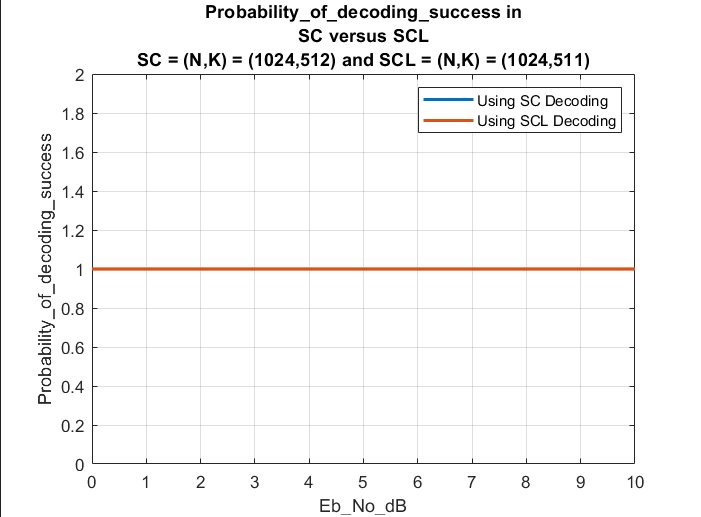 Probability_of_decoding_success in
SC versus SCL
SC = (N,K) = (1024,512) and SCL = (N,K) = (1024,511)
Using SC Decoding
Using SCL Decoding
Probability_of_decoding_success
2
1.8
1.6
1.4
1.2
1
0.8
0.6
0.4
0.2
0
0 1 2 3 4 5 6 7 8 9 10
Eb_No_dB